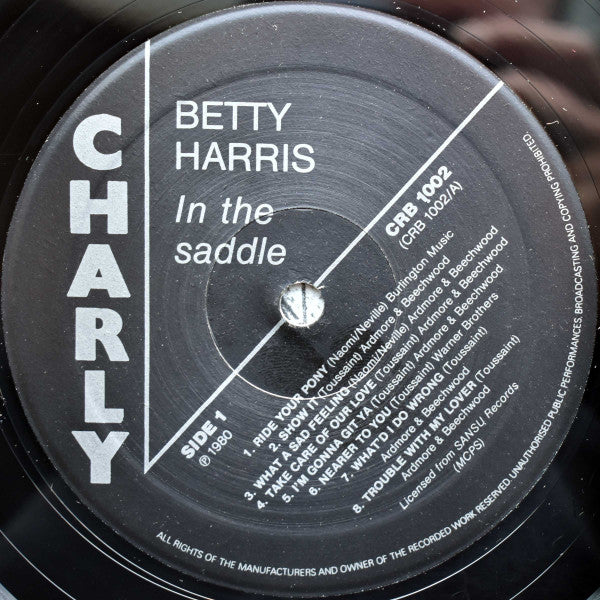 CHARLY
BETTY
HARRIS
In the
saddle
CRB 1002
(CRB 1002/A)
SIDE 1
℗ 1980
1. RIDE YOUR PONY (Naomi/Neville) Burlington Music
2. SHOW IT (Toussaint) Ardmore & Beechwood
3. WHAT A SAD FEELING (Naomi/Neville) Ardmore & Beechwood
4. TAKE CARE OF OUR LOVE (Toussaint) Ardmore & Beechwood
5. I'M GONNA GIT YA (Toussaint) Ardmore & Beechwood
6. NEARER TO YOU (Toussaint) Warner Brothers
7. WHAT'D I DO WRONG (Toussaint)
Ardmore & Beechwood
8. TROUBLE WITH MY LOVER (Toussaint)
Ardmore & Beechwood
Licensed from SANSU Records
(MCPS)
ALL RIGHTS OF THE MANUFACTURERS AND OWNER OF THE RECORDED WORK RESERVED. UNAUTHORISED PUBLIC PERFORMANCES. BROADCASTING AND COPYING PROHIBITED.